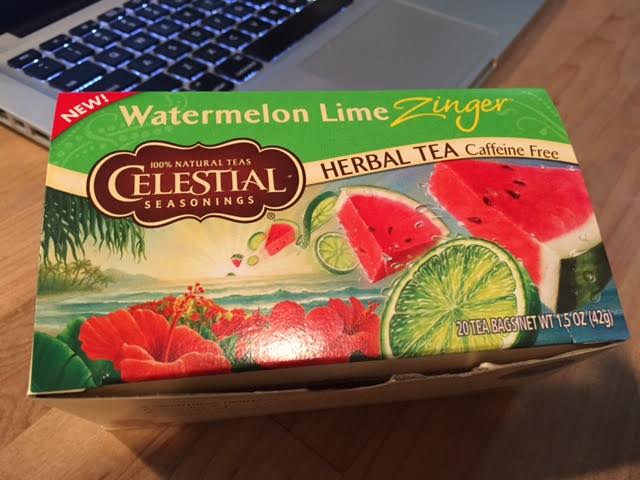 NEW!
Watermelon Lime Zinger
100% NATURAL TEAS
CELESTIAL
SEASONINGS®
HERBAL TEA Caffeine Free
20 TEA BAGS NET WT 1.5 OZ (42g)